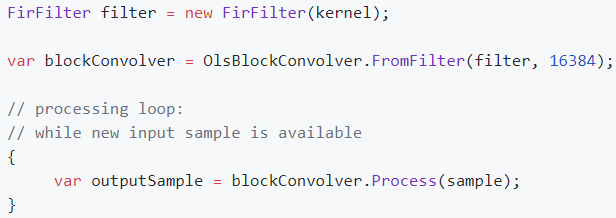 FirFilter filter = new FirFilter(kernel);
var blockConvolver = OlsBlockConvolver.FromFilter(filter, 16384);
// processing loop:
// while new input sample is available
{
var outputSample = blockConvolver.Process(sample);
}